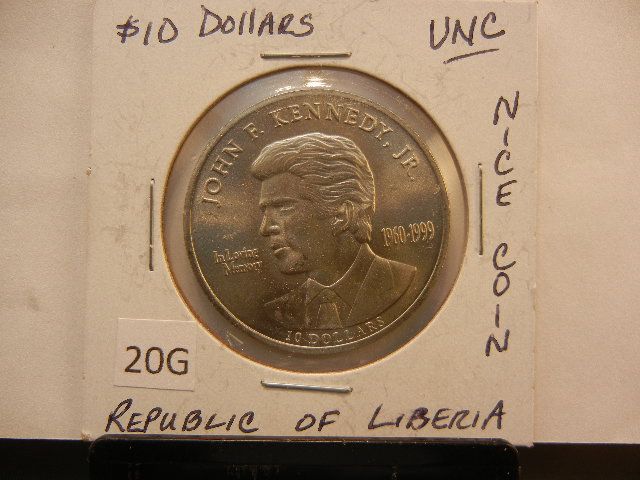 $10 DOllARS
UNC
NICE COIN
JOHN F. KENNEDY, JR.
In Loving
Memory
1960-1999
10 DOLLARS
20G
REPUBLIC OF LIBERIA